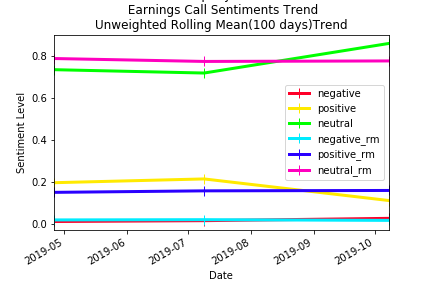 Earnings Call Sentiments Trend
Unweighted Rolling Mean(100 days)Trend
0.8
0.6
0.4
0.2
0.0
Sentiment Level
negative
positive
neutral
negative_rm
positive_rm
neutral_rm
2019-05
2019-06
2019-07
2019-08
2019-09
2019-10
Date